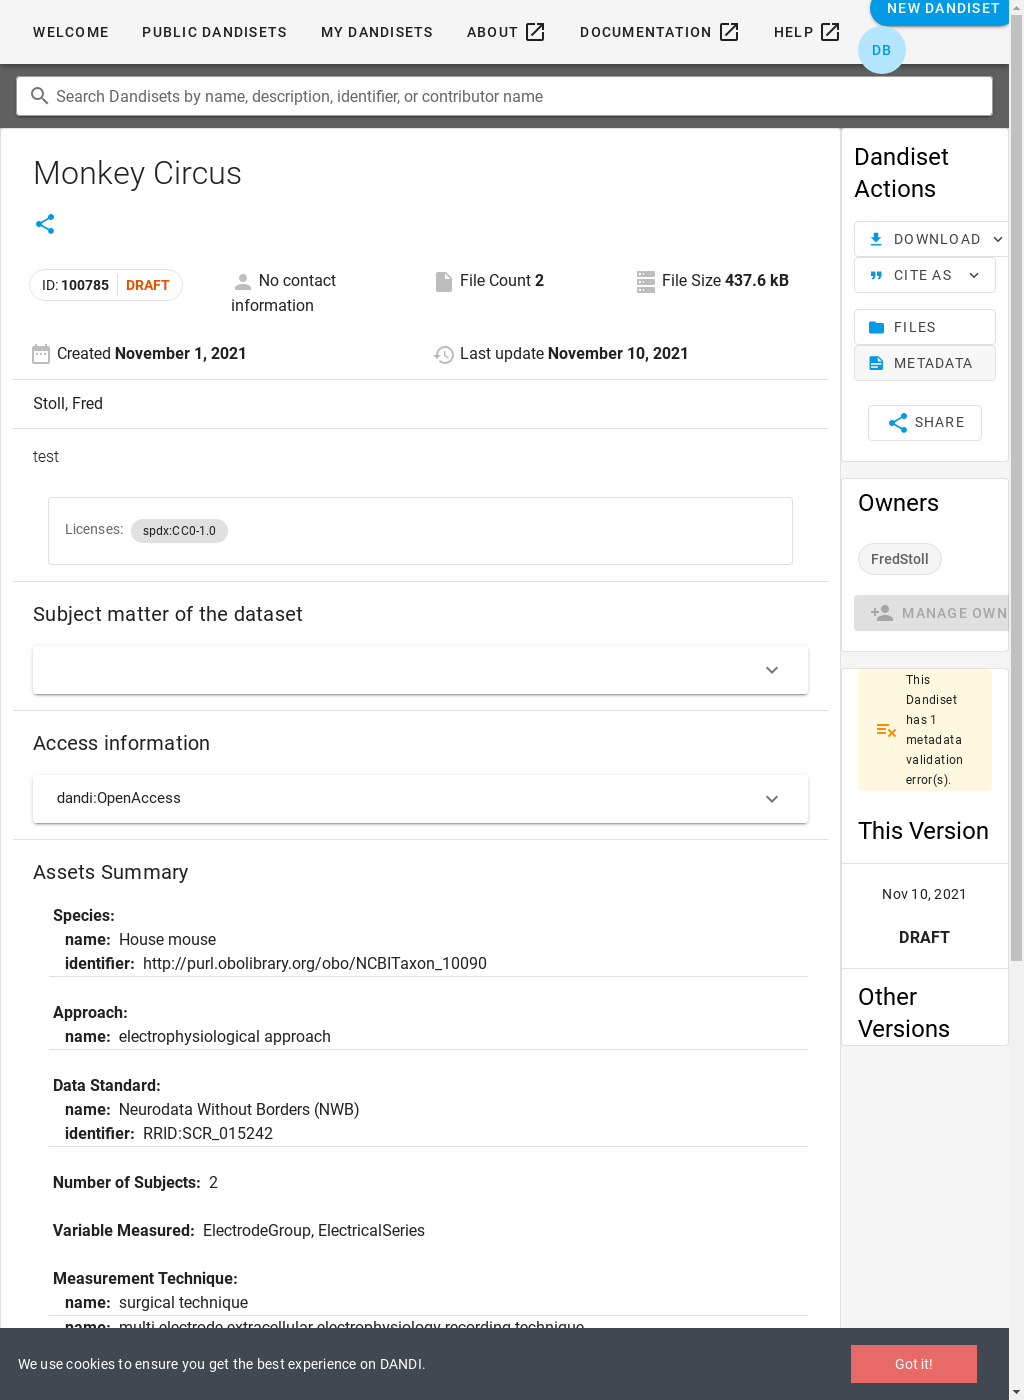 WELCOME PUBLIC DANDISETS MY DANDISETS ABOUT DOCUMENTATION HELP NEW DANDISET
DB
Search Dandisets by name, description, identifier, or contributor name
Monkey Circus
ID: 100785 DRAFT
No contact information
File Count 2
File Size 437.6 kB
Created November 1, 2021
Last update November 10, 2021
Stoll, Fred
test
Licenses: spdx:CC0-1.0
Subject matter of the dataset
Access information
dandi:OpenAccess
Assets Summary
Species:
name: House mouse
identifier: http://purl.obolibrary.org/obo/NCBITaxon_10090
Approach:
name: electrophysiological approach
Data Standard:
name: Neurodata Without Borders (NWB)
identifier: RRID:SCR_015242
Number of Subjects: 2
Variable Measured: ElectrodeGroup, ElectricalSeries
Measurement Technique:
name: surgical technique
name: multi electrode extracellular electrophysiology recording technique
Dandiset
Actions
DOWNLOAD
CITE AS
FILES
METADATA
SHARE
Owners
FredStoll
MANAGE OWN
This
Dandiset
has 1
metadata
validation
error(s).
This Version
Nov 10, 2021
DRAFT
Other
Versions
We use cookies to ensure you get the best experience on DANDI.
Got it!